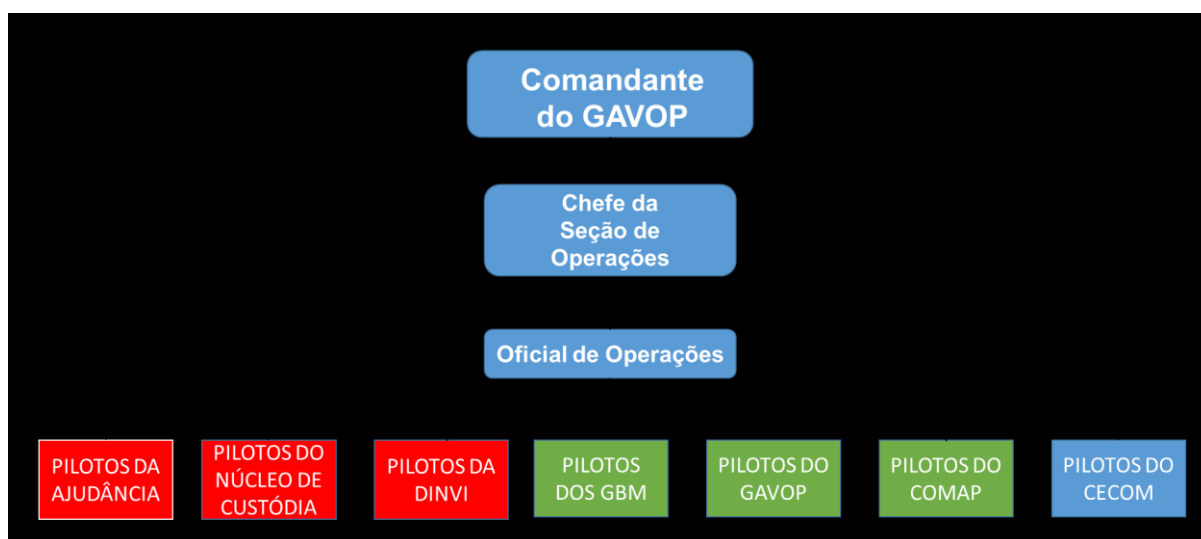 Comandante
do GAVOP
Chefe da
Seção de
Operações
Oficial de Operações
PILOTOS DA
AJUDÂNCIA
PILOTOS DO
NÚCLEO DE
CUSTÓDIA
PILOTOS DA
DINVI
PILOTOS
DOS GBM
PILOTOS DO
GAVOP
PILOTOS DO
COMAP
PILOTOS DO
CECOM